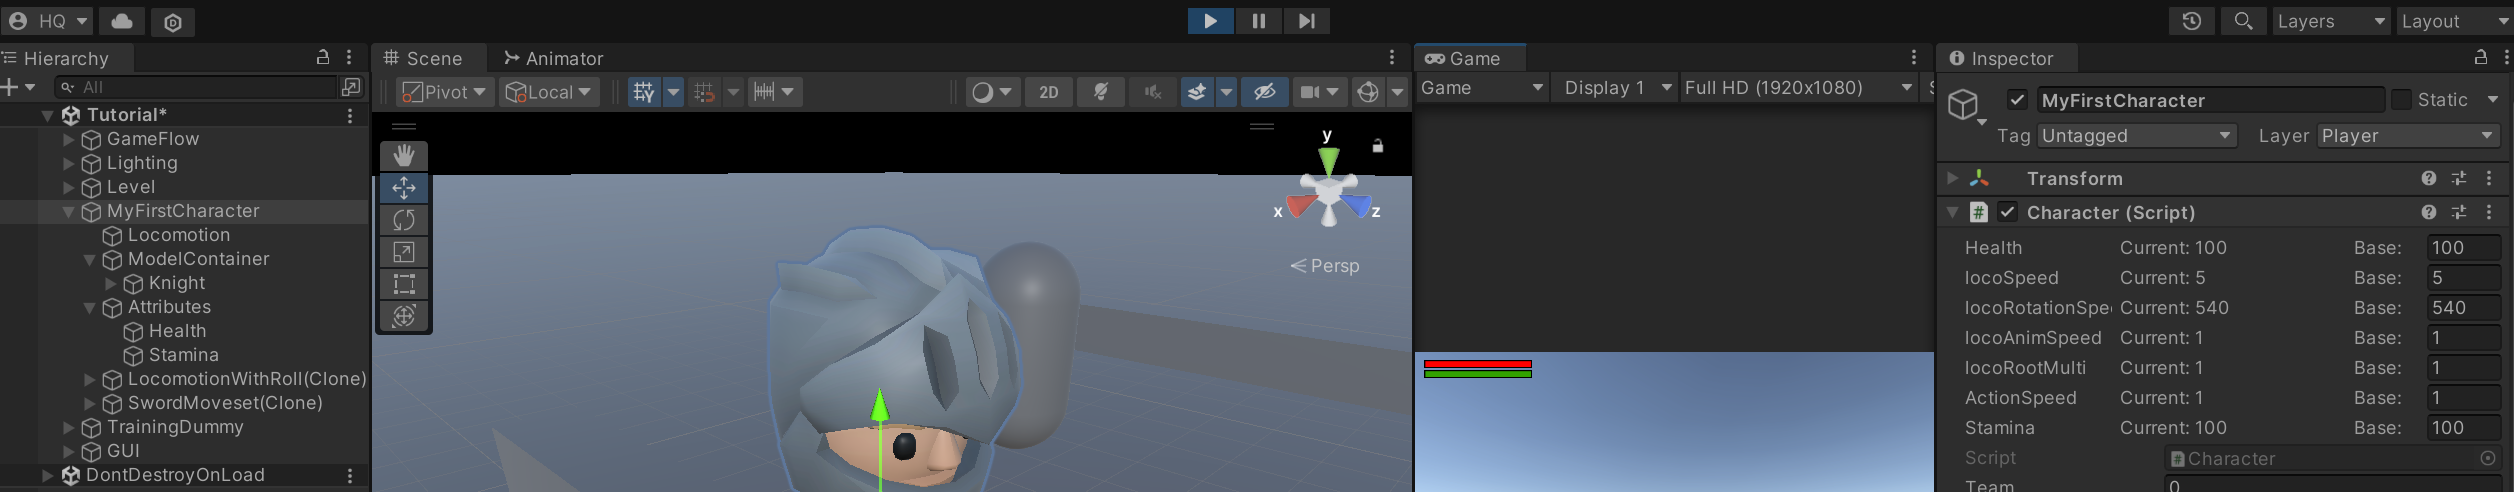 HQ
Layers
Layout
Hierarchy
All
Tutorial*
GameFlow
Lighting
Level
MyFirstCharacter
Locomotion
ModelContainer
Knight
Attributes
Health
Stamina
LocomotionWithRoll(Clone)
SwordMoveset(Clone)
TrainingDummy
GUI
DontDestroyOnLoad
Scene
Animator
Pivot
Local
2D
y
x
z
Persp
Game
Game
Display 1
Full HD (1920x1080)
Inspector
MyFirstCharacter
Static
Tag
Untagged
Layer
Player
Transform
Character (Script)
Health Current: 100 Base: 100
locoSpeed Current: 5 Base: 5
locoRotationSpe Current: 540 Base: 540
locoAnimSpeed Current: 1 Base: 1
locoRootMulti Current: 1 Base: 1
ActionSpeed Current: 1 Base: 1
Stamina Current: 100 Base: 100
Script Character
Team 0